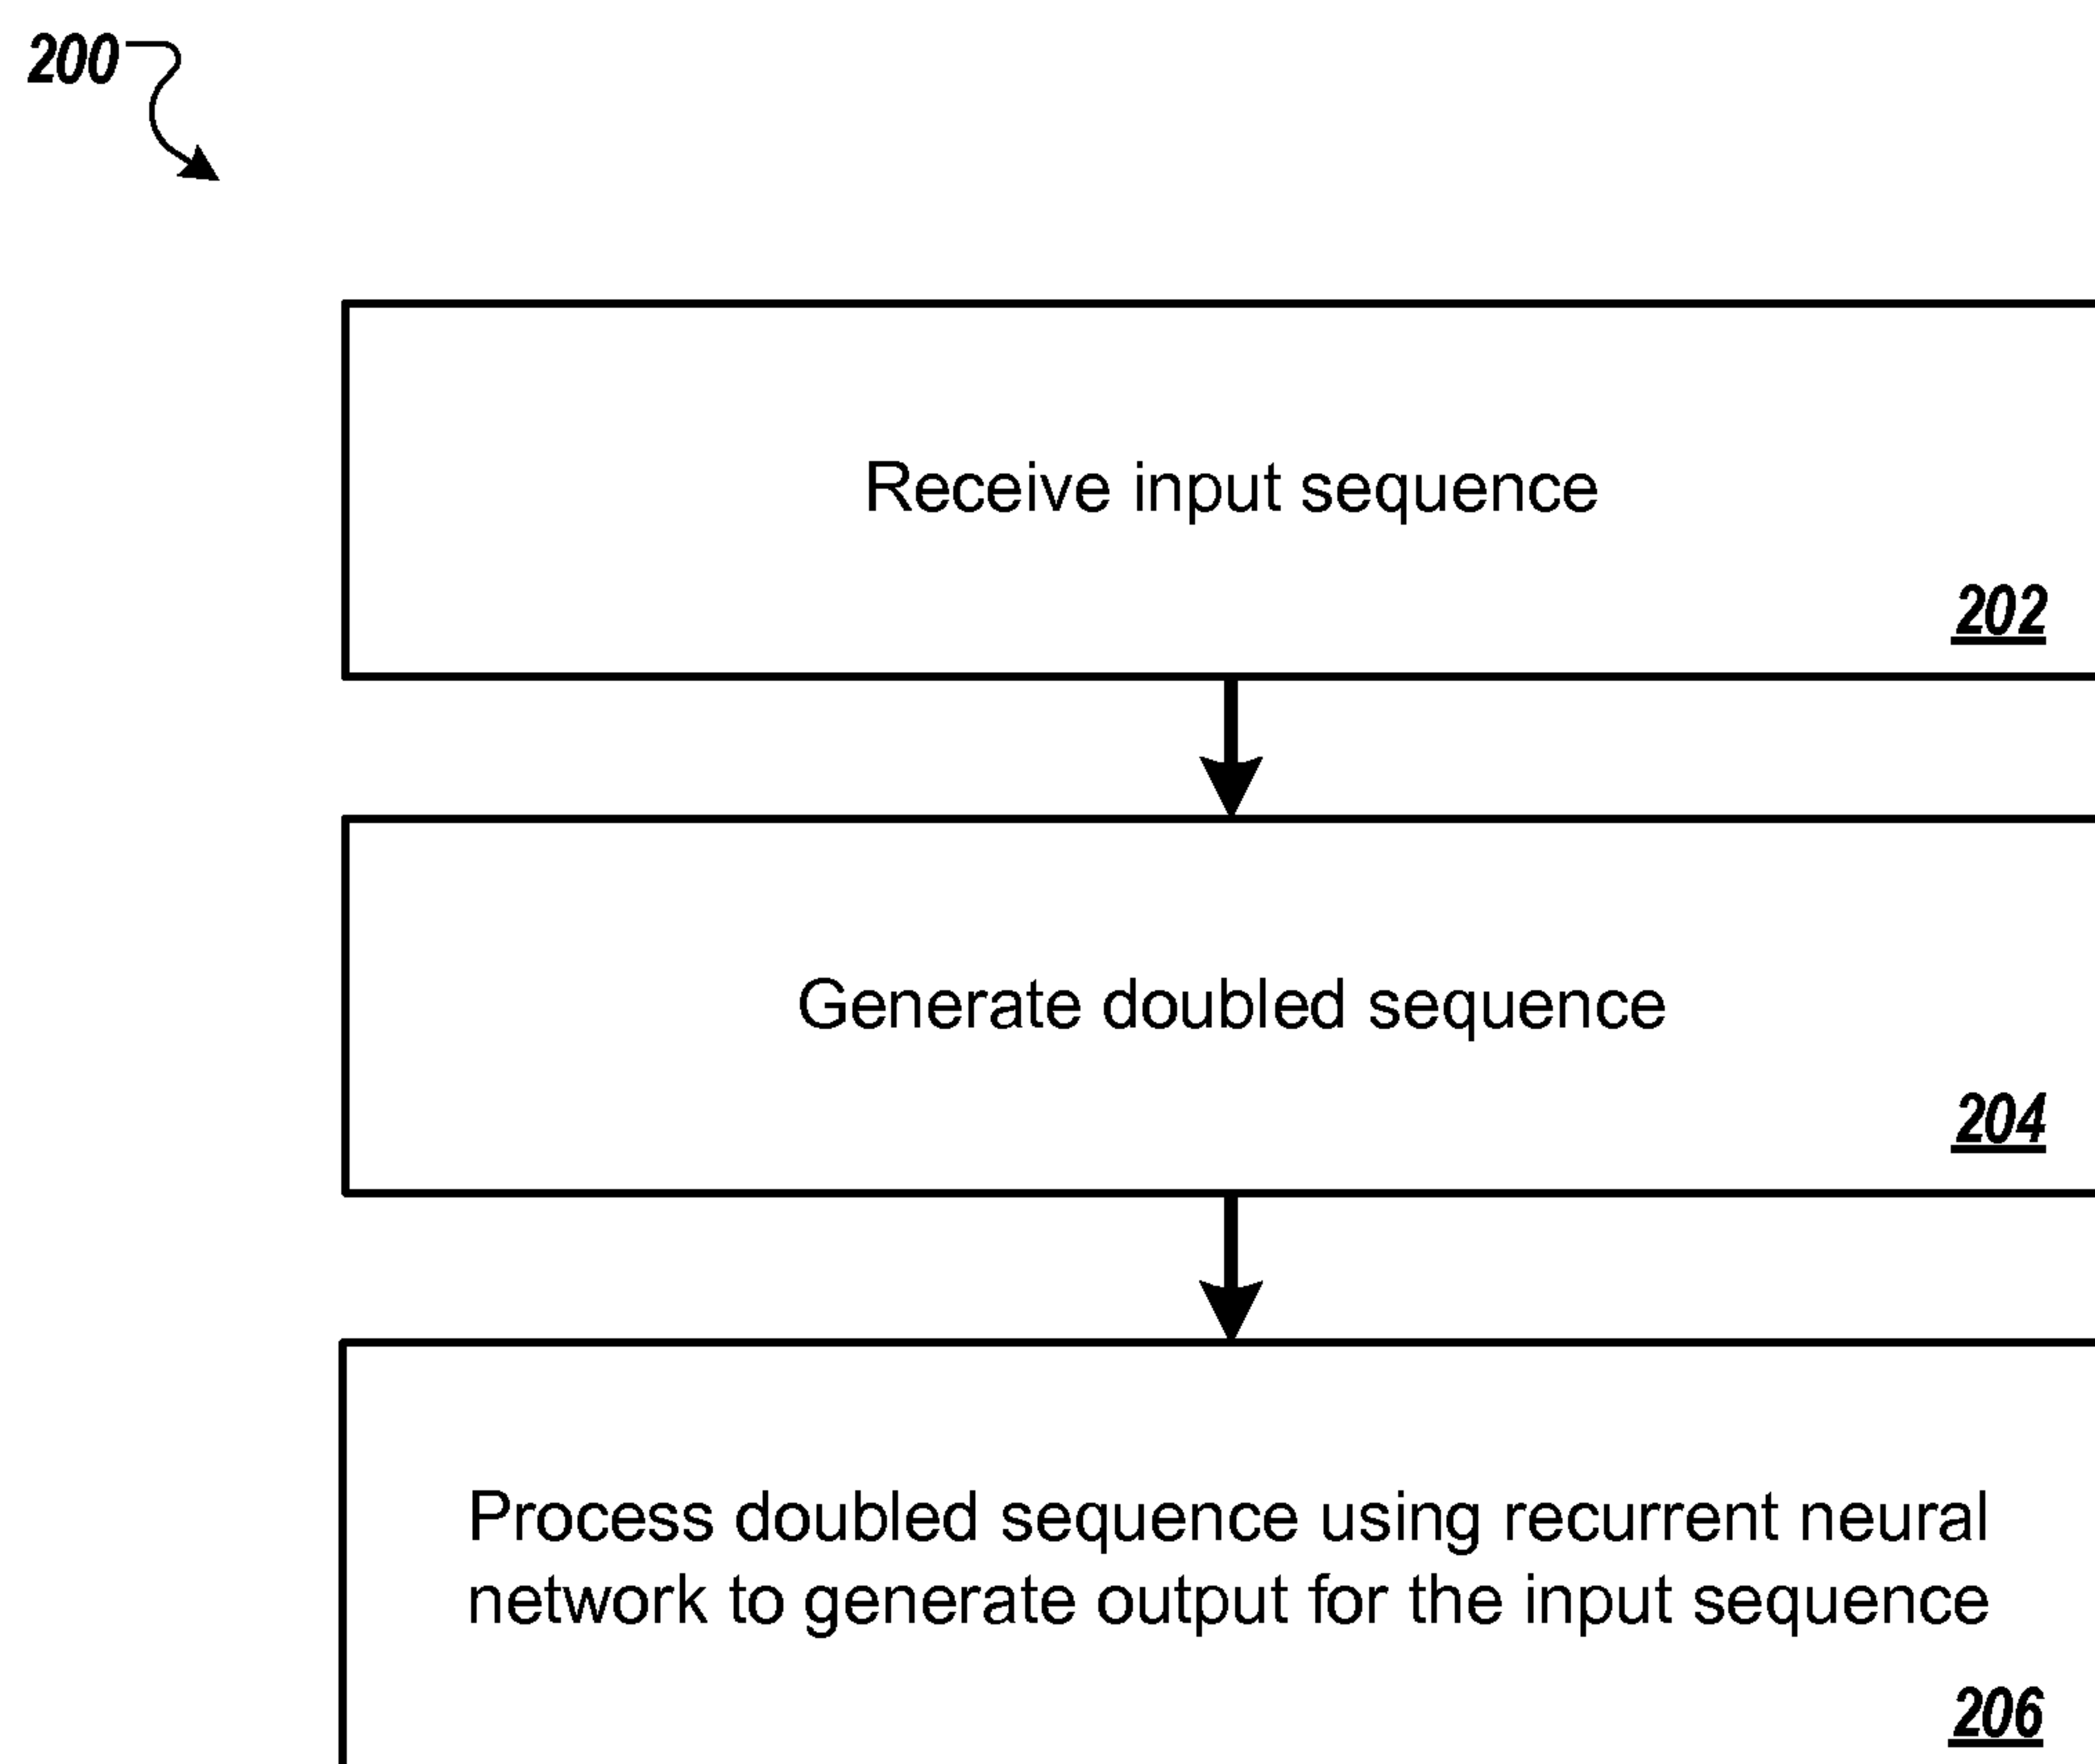 200
Receive input sequence
202
Generate doubled sequence
204
Process doubled sequence using recurrent neural
network to generate output for the input sequence
206